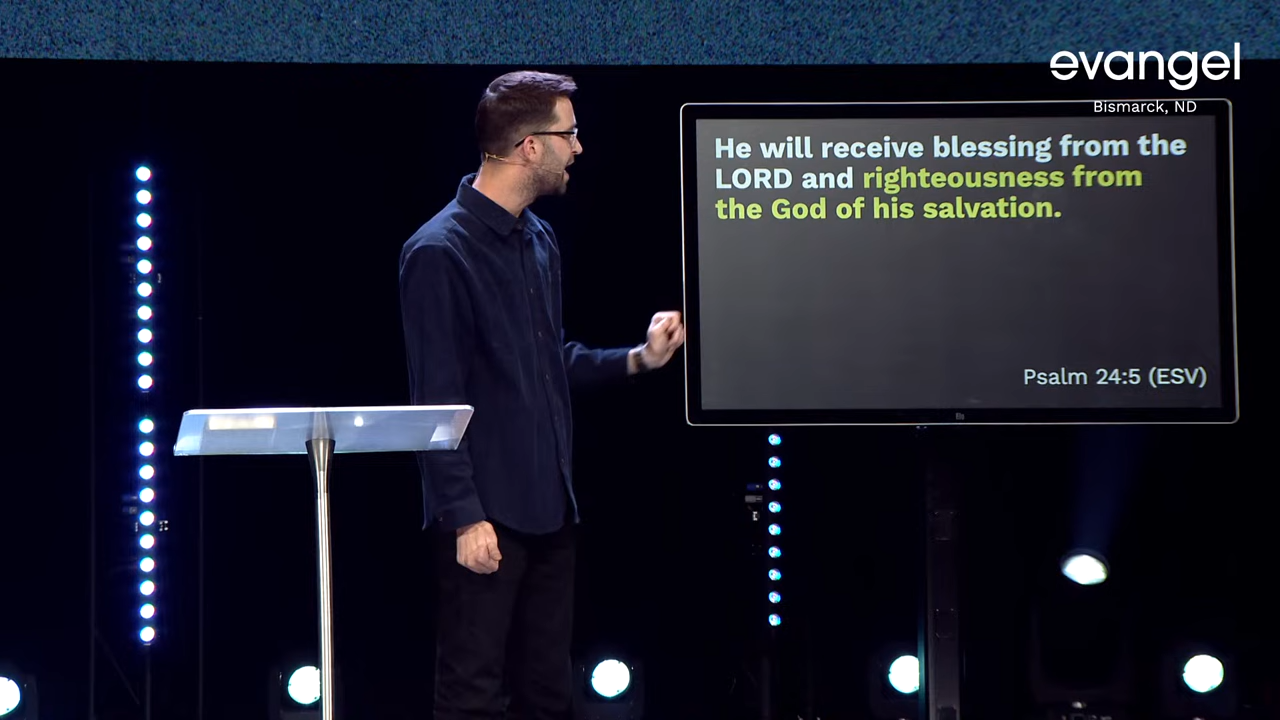 evangel
Bismarck, ND
He will receive blessing from the
LORD and righteousness from
the God of his salvation.
Psalm 24:5 (ESV)